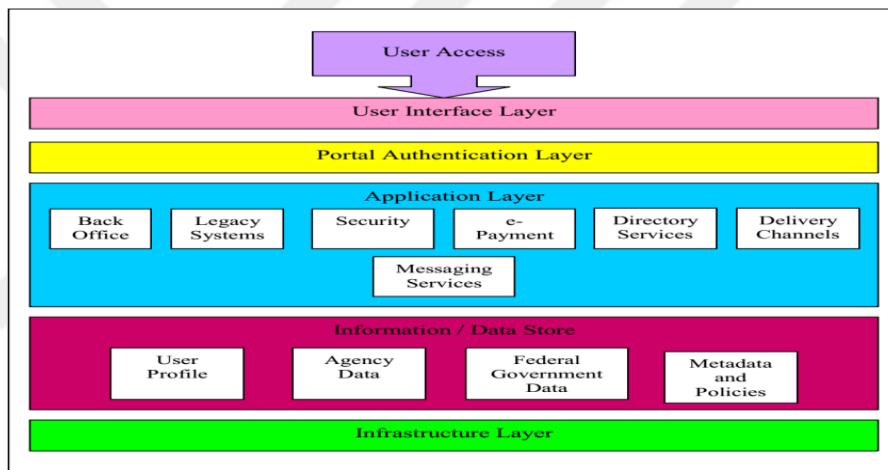 User Access
User Interface Layer
Portal Authentication Layer
Application Layer
Back
Office
Legacy
Systems
Security
e-
Payment
Directory
Services
Delivery
Channels
Messaging
Services
Information / Data Store
User
Profile
Agency
Data
Federal
Government
Data
Metadata
and
Policies
Infrastructure Layer